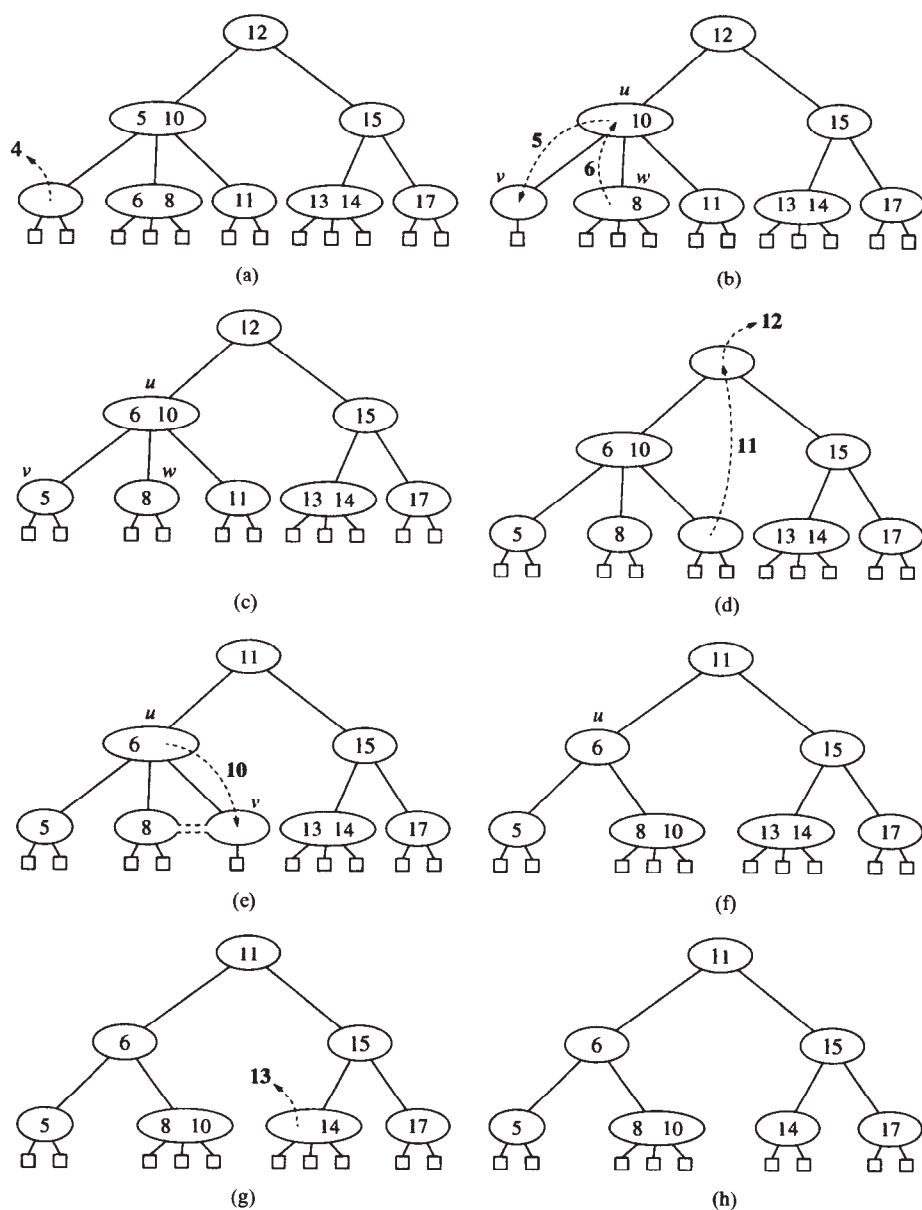 12 12
u
5 10 10 15
4 5 15
v 6 w
6 8 11 13 14 17 8 11 13 14 17
(a) (b)
12
12
u
6 10 15 11
6 10 15
v w
5 8 11 13 14 17
5 8 13 14 17
(c) (d)
11 11
u u
6 15 6 15
10
v
5 8 13 14 17 5 8 10 13 14 17
(e) (f)
11 11
6 15 6 15
13
5 8 10 14 17 5 8 10 14 17
(g) (h)